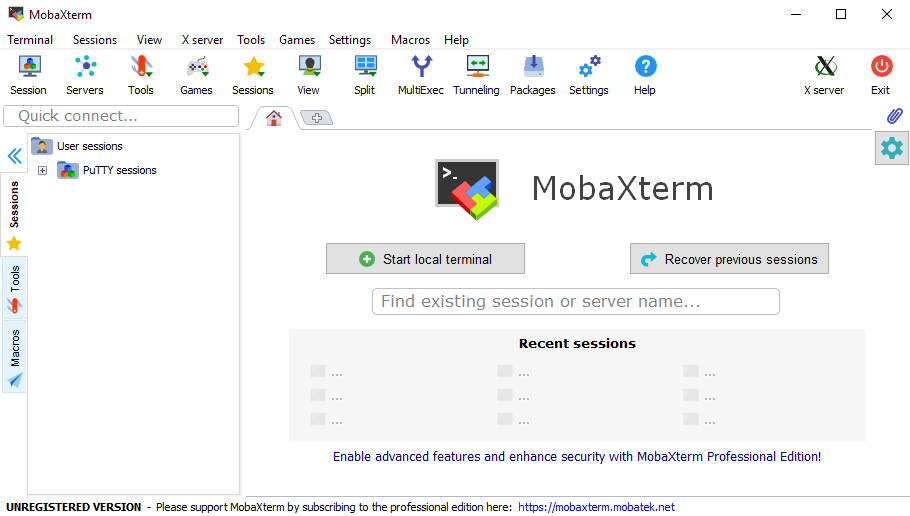 MobaXterm
Terminal Sessions View X server Tools Games Settings Macros Help
Session Servers Tools Games Sessions View Split MultiExec Tunneling Packages Settings Help X server Exit
Quick connect...
User sessions
PuTTY sessions
Sessions
Tools
Macros
>_
MobaXterm
Start local terminal Recover previous sessions
Find existing session or server name...
Recent sessions
... ... ...
... ... ...
... ... ...
Enable advanced features and enhance security with MobaXterm Professional Edition!
UNREGISTERED VERSION - Please support MobaXterm by subscribing to the professional edition here: https://mobaxterm.mobatek.net